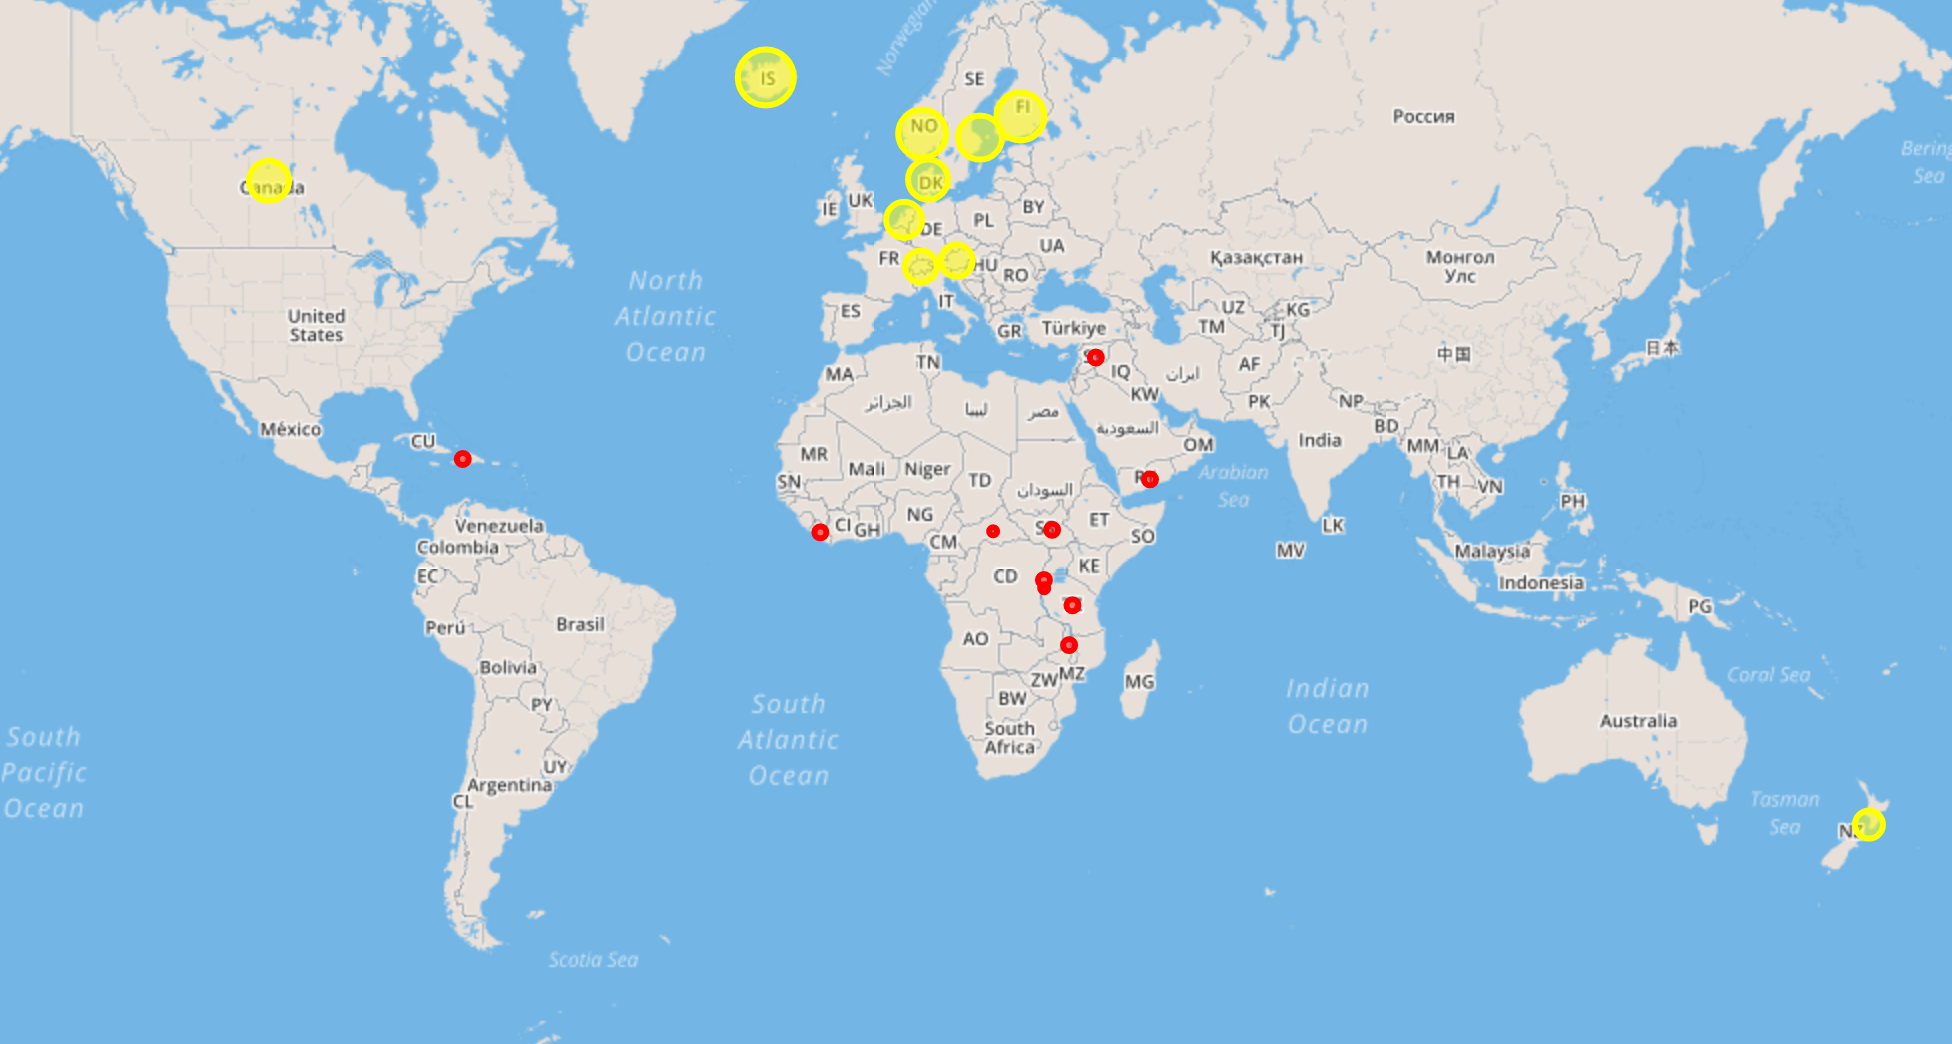 Norwegian
IS
SE
FI
NO
Россия
Bering
Sea
Canada
DK
IE
UK
BY
PL
DE
UA
FR
HU
RO
Қазақстан
Монгол
Улс
North
Atlantic
Ocean
IT
ES
GR
Türkiye
UZ
KG
TM
TJ
United
States
日本
中国
MA
TN
IQ
ایران
AF
KW
PK
NP
الجزائر
ليبيا
مصر
السعودية
BD
México
CU
OM
India
MM
LA
MR
Mali
Niger
TD
SN
السودان
Arabian
Sea
TH
VN
PH
NG
CI
GH
ET
SO
CM
LK
MV
Venezuela
Colombia
EC
CD
KE
Malaysia
Indonesia
PG
Perú
Brasil
AO
Bolivia
ZW
MZ
MG
BW
PY
South
Africa
Indian
Ocean
Coral Sea
Australia
South
Atlantic
Ocean
South
Pacific
Ocean
UY
Argentina
CL
Tasman
Sea
Scotia Sea